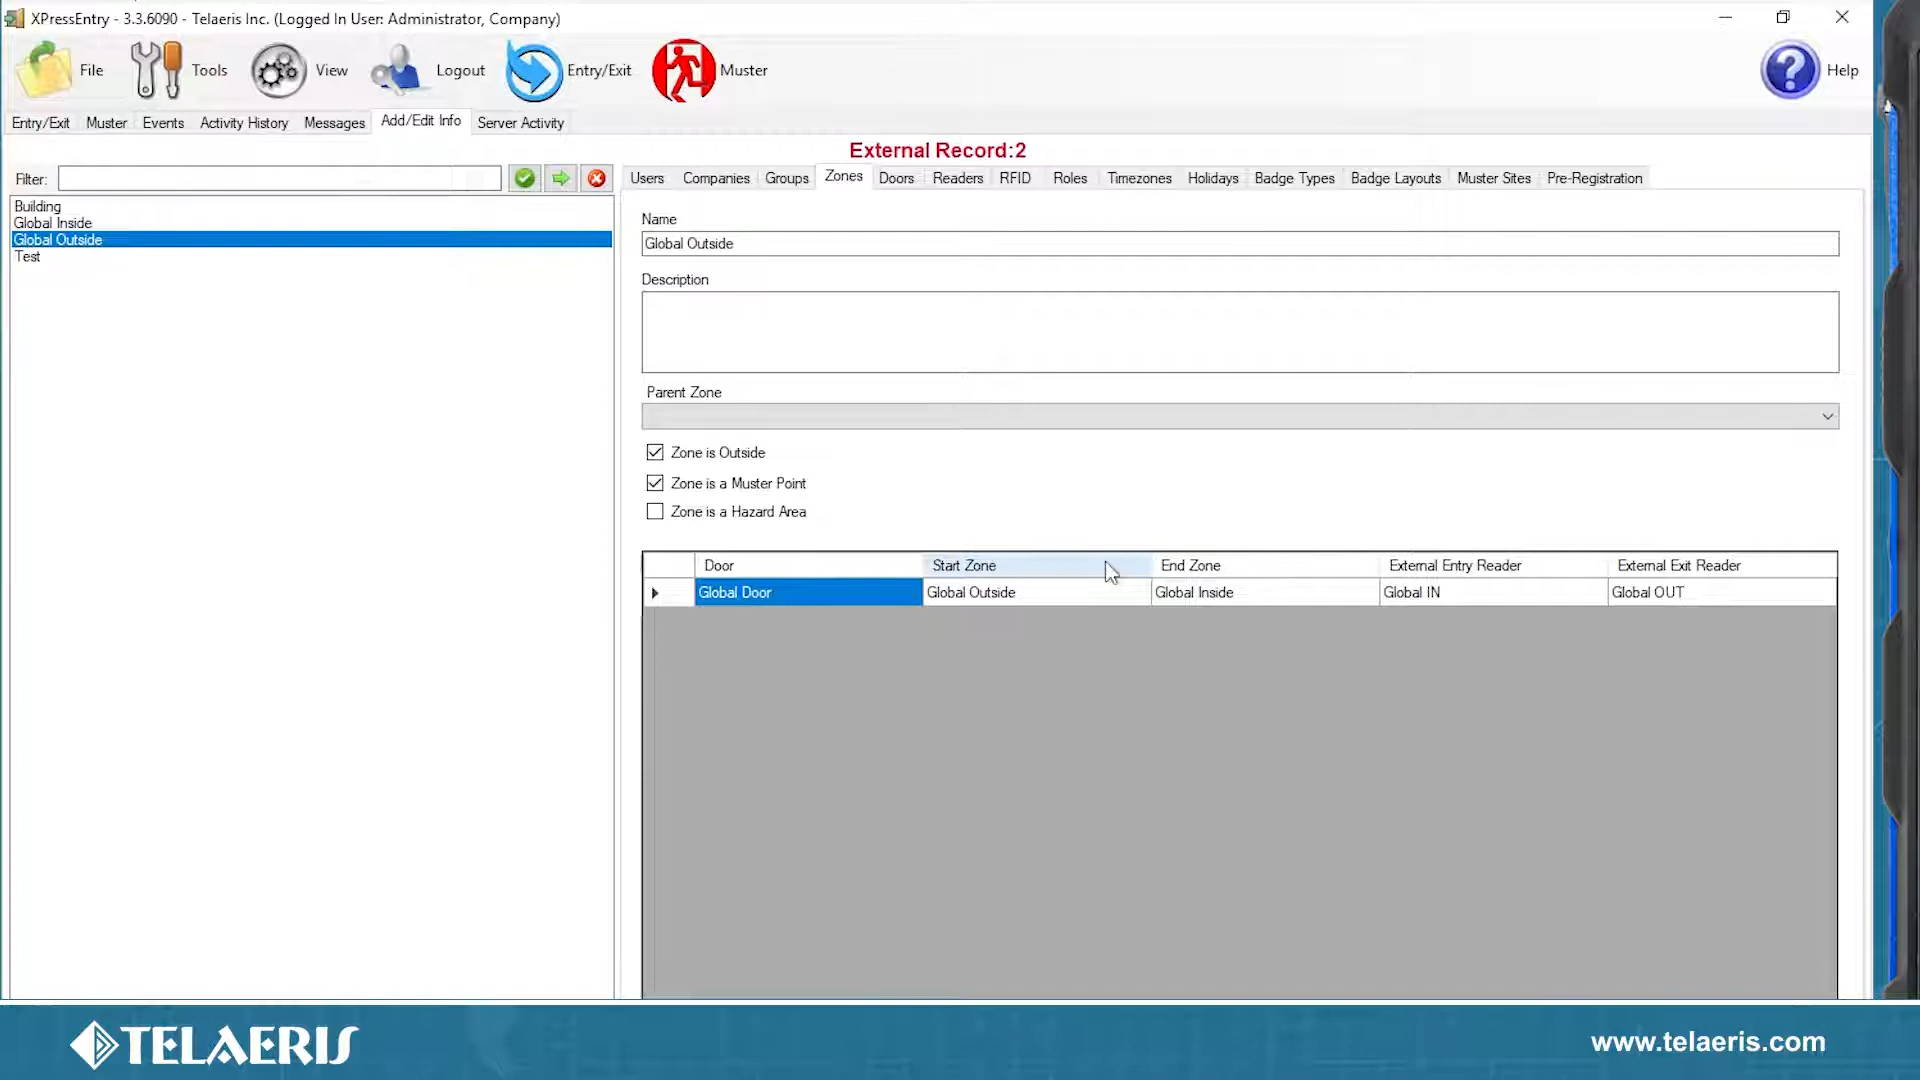 XPressEntry - 3.3.6090 - Telaeris Inc. (Logged In User: Administrator, Company)
File Tools View Logout Entry/Exit Muster Help
Entry/Exit Muster Events Activity History Messages Add/Edit Info Server Activity
External Record:2
Filter:
Users Companies Groups Zones Doors Readers RFID Roles Timezones Holidays Badge Types Badge Layouts Muster Sites Pre-Registration
Building
Global Inside
Global Outside
Test
Name
Global Outside
Description
Parent Zone
Zone is Outside
Zone is a Muster Point
Zone is a Hazard Area
Door Start Zone End Zone External Entry Reader External Exit Reader
Global Door Global Outside Global Inside Global IN Global OUT
TELAERIS
www.telaeris.com